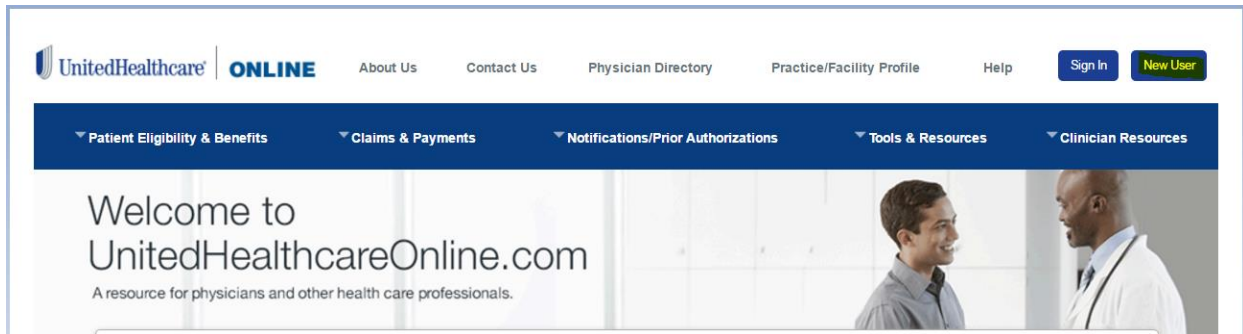 UnitedHealthcare® ONLINE About Us Contact Us Physician Directory Practice/Facility Profile Help Sign In New User
Patient Eligibility & Benefits Claims & Payments Notifications/Prior Authorizations Tools & Resources Clinician Resources
Welcome to
UnitedHealthcareOnline.com
A resource for physicians and other health care professionals.